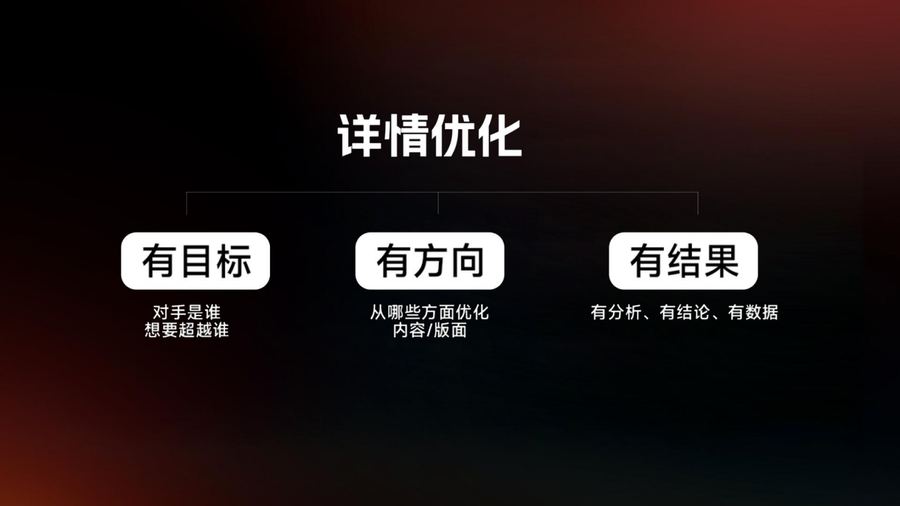 详情优化
有目标
对手是谁
想要超越谁
有方向
从哪些方面优化
内容/版面
有结果
有分析、有结论、有数据